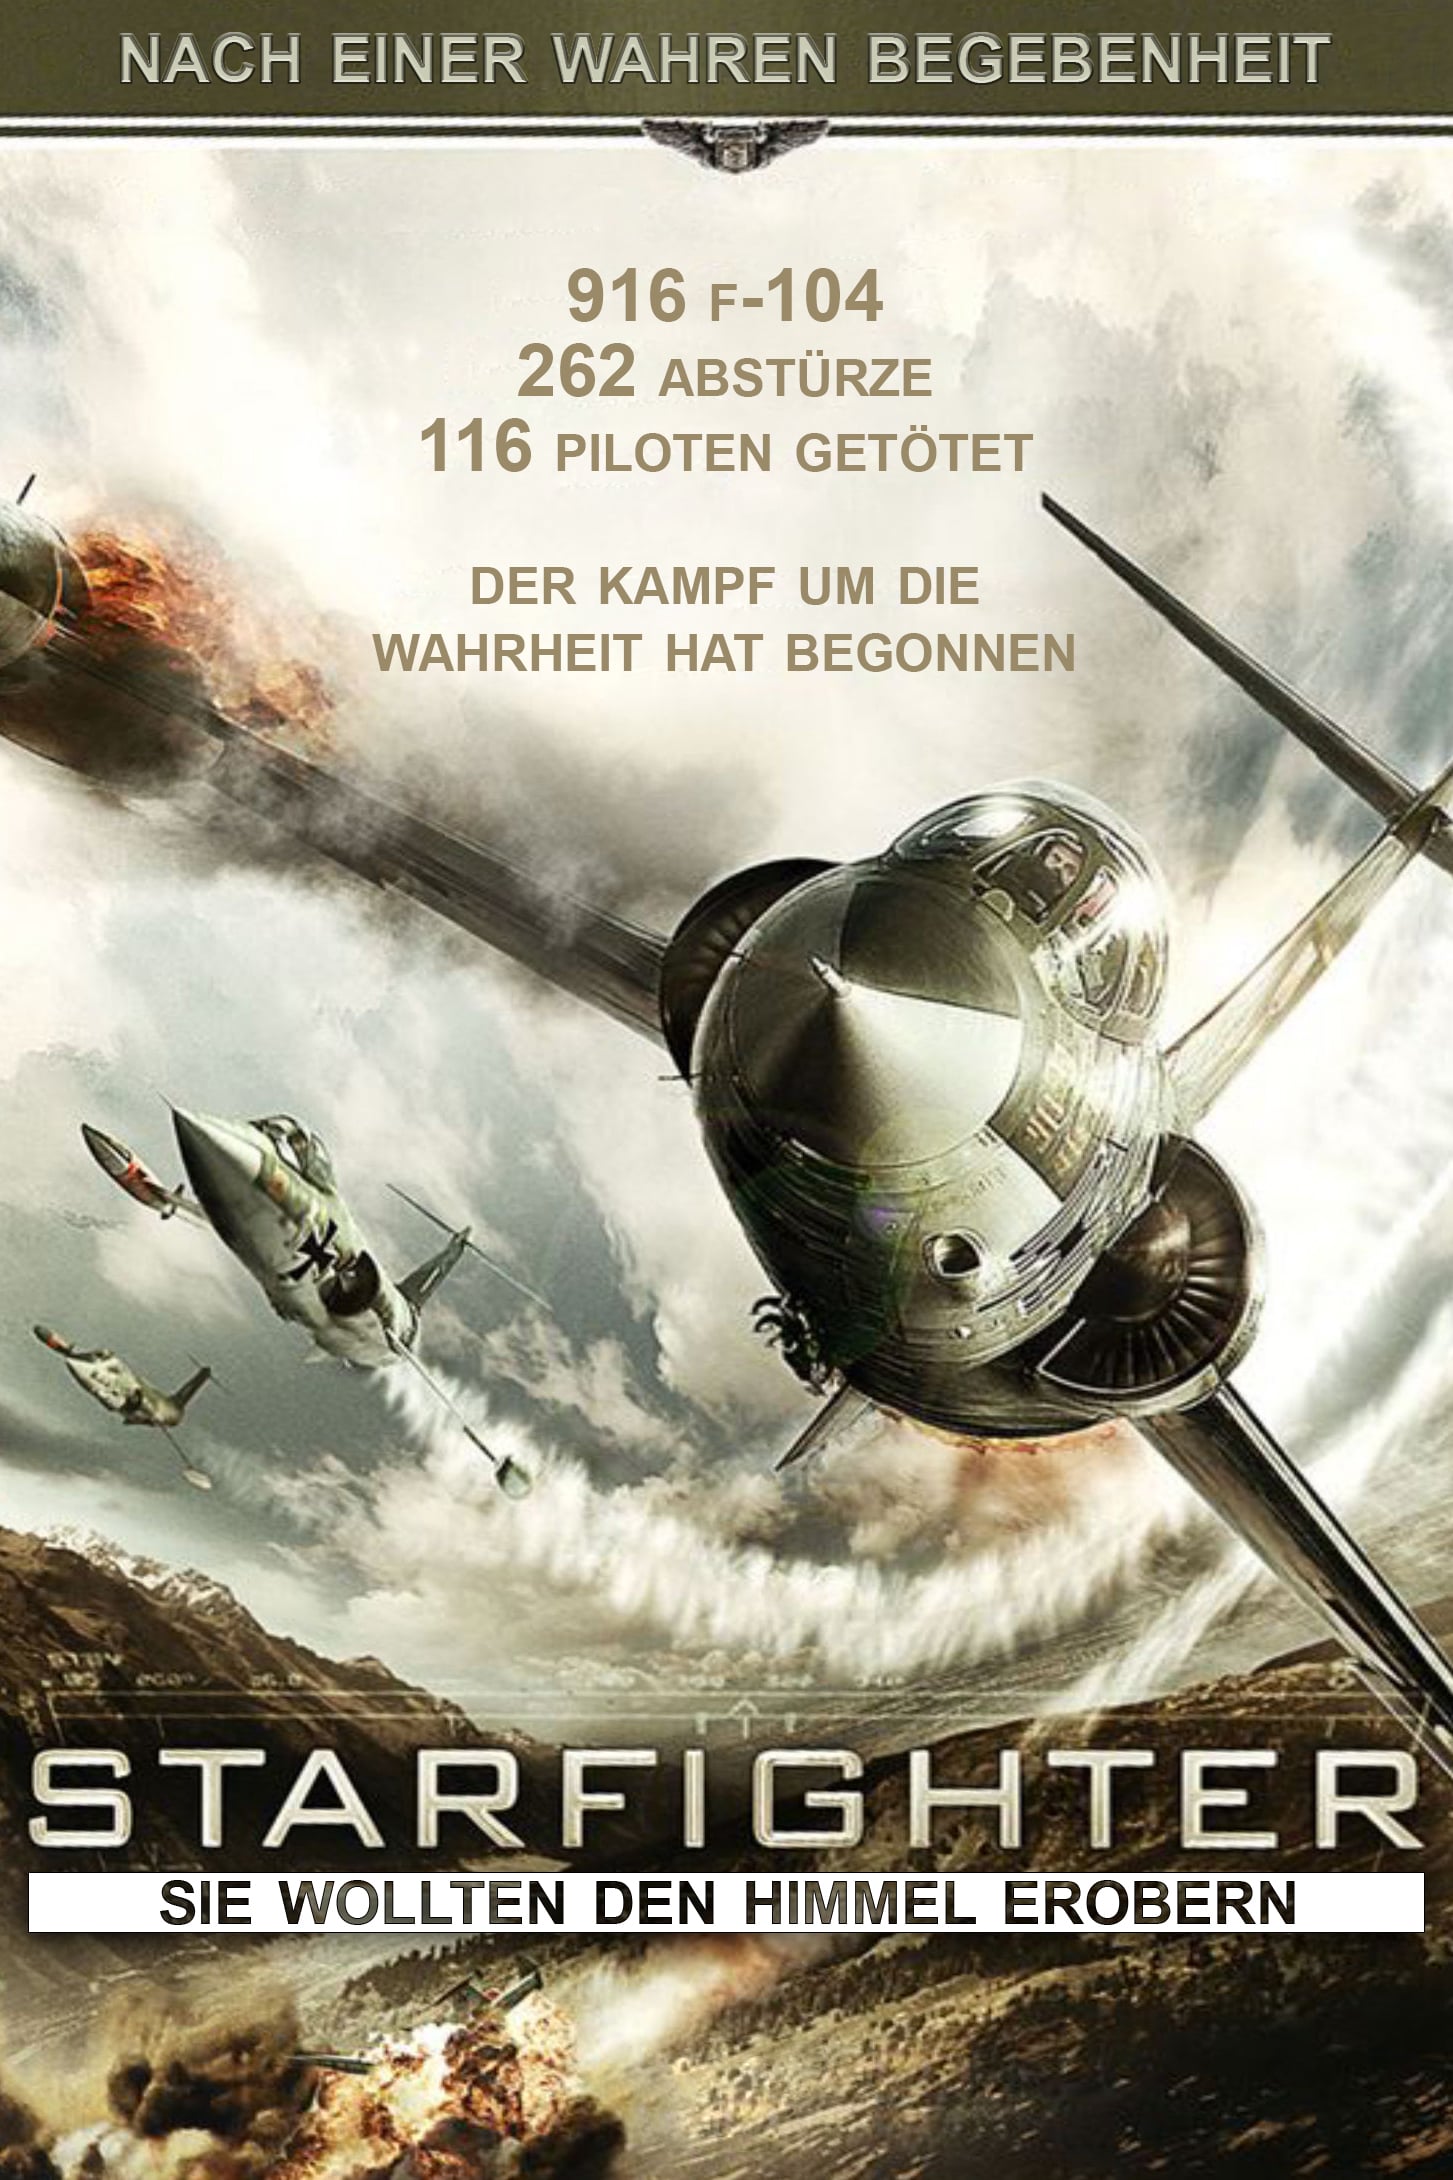 NACH EINER WAHREN BEGEBENHEIT
916 F-104
262 ABSTÜRZE
116 PILOTEN GETÖTET
DER KAMPF UM DIE
WAHRHEIT HAT BEGONNEN
STARFIGHTER
SIE WOLLTEN DEN HIMMEL EROBERN